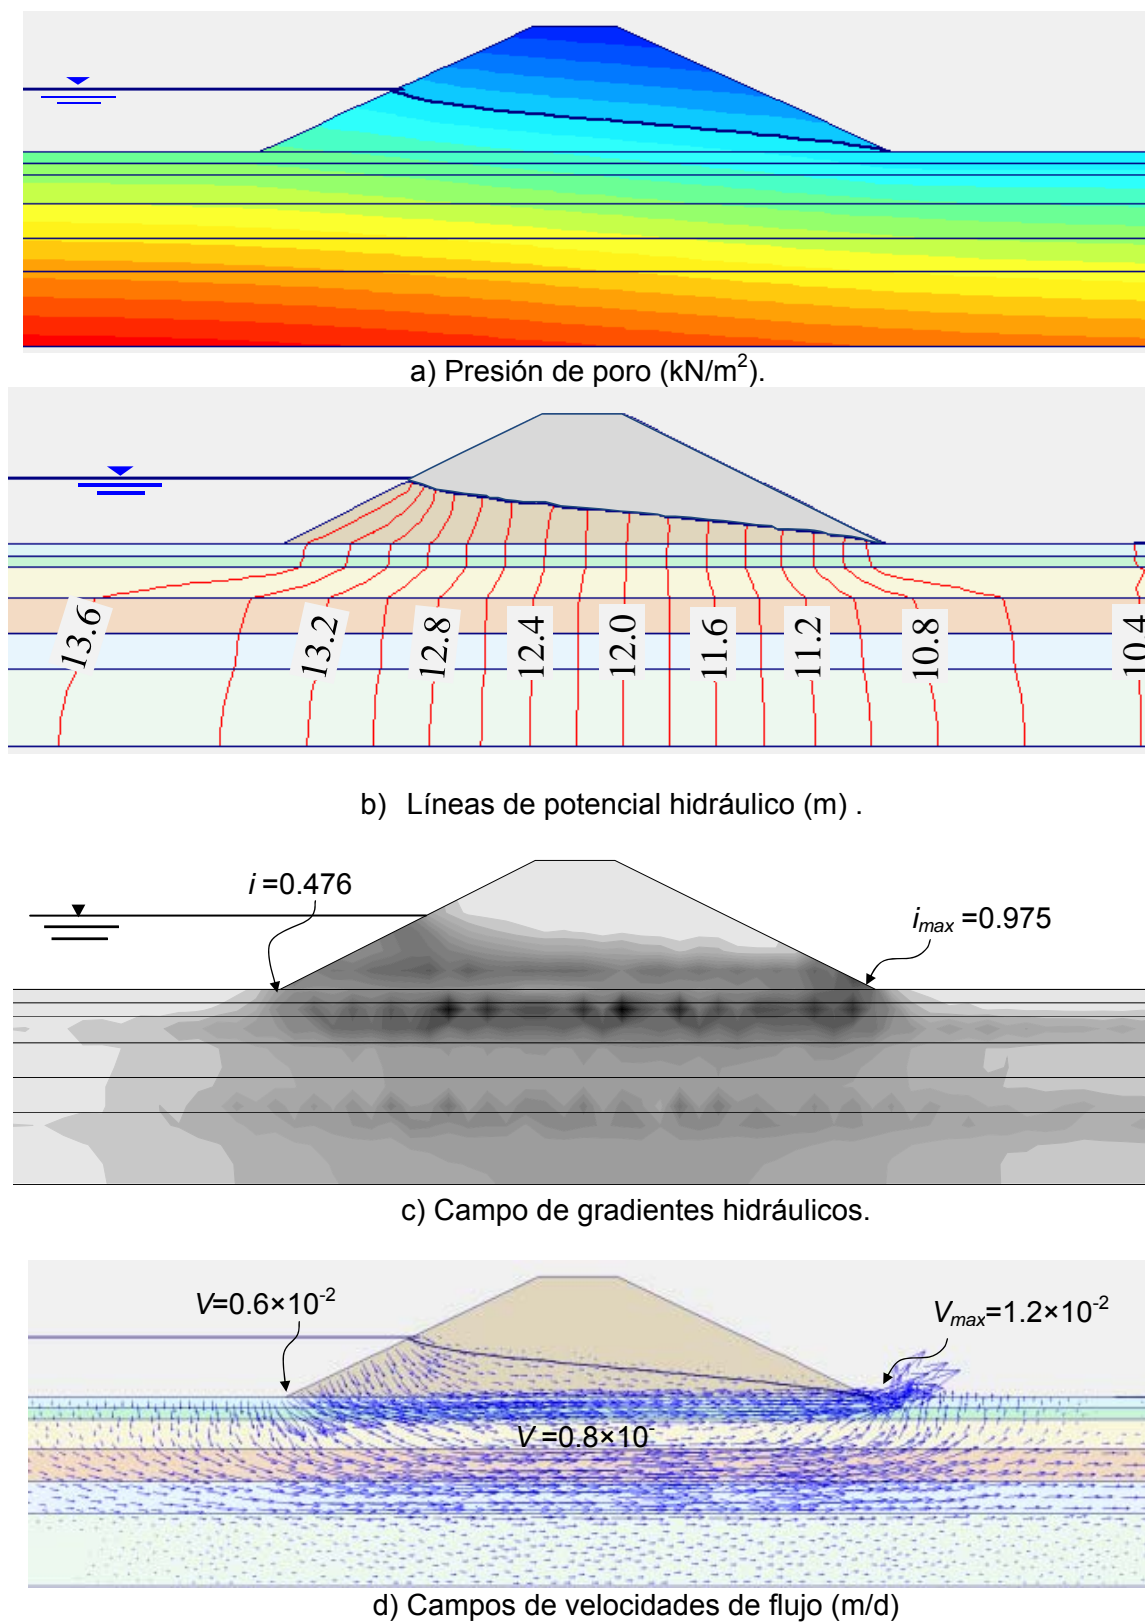 a) Presión de poro (kN/m²).
13.6
13.2
12.8
12.4
12.0
11.6
11.2
10.8
10.4
b) Líneas de potencial hidráulico (m) .
i =0.476
i_max =0.975
c) Campo de gradientes hidráulicos.
V=0.6×10⁻²
V_max=1.2×10⁻²
V =0.8×10⁻
d) Campos de velocidades de flujo (m/d)